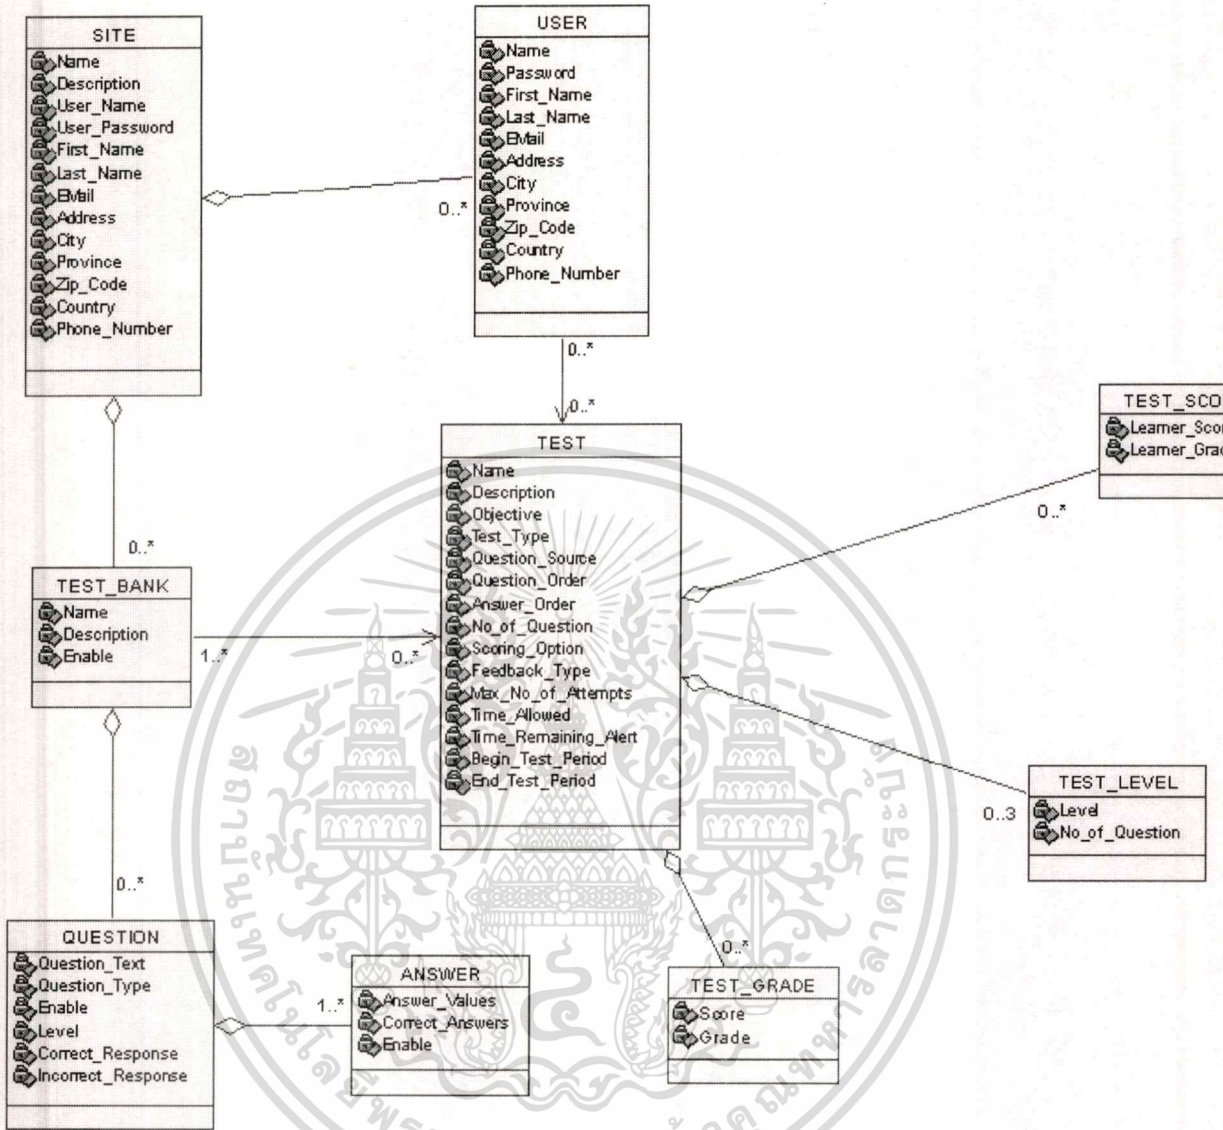 SITE
Name
Description
User_Name
User_Password
First_Name
Last_Name
EMail
Address
City
Province
Zip_Code
Country
Phone_Number
USER
Name
Password
First_Name
Last_Name
EMail
Address
City
Province
Zip_Code
Country
Phone_Number
0..*
0..*
0..*
TEST
Name
Description
Objective
Test_Type
Question_Source
Question_Order
Answer_Order
No_of_Question
Scoring_Option
Feedback_Type
Max_No_of_Attempts
Time_Allowed
Time_Remaining_Alert
Begin_Test_Period
End_Test_Period
TEST_SCO
Learner_Scor
Learner_Grad
0..*
0..*
TEST_BANK
Name
Description
Enable
1..*
0..*
TEST_LEVEL
Level
No_of_Question
0..3
0..*
QUESTION
Question_Text
Question_Type
Enable
Level
Correct_Response
Incorrect_Response
1..*
ANSWER
Answer_Values
Correct_Answers
Enable
0..*
TEST_GRADE
Score
Grade